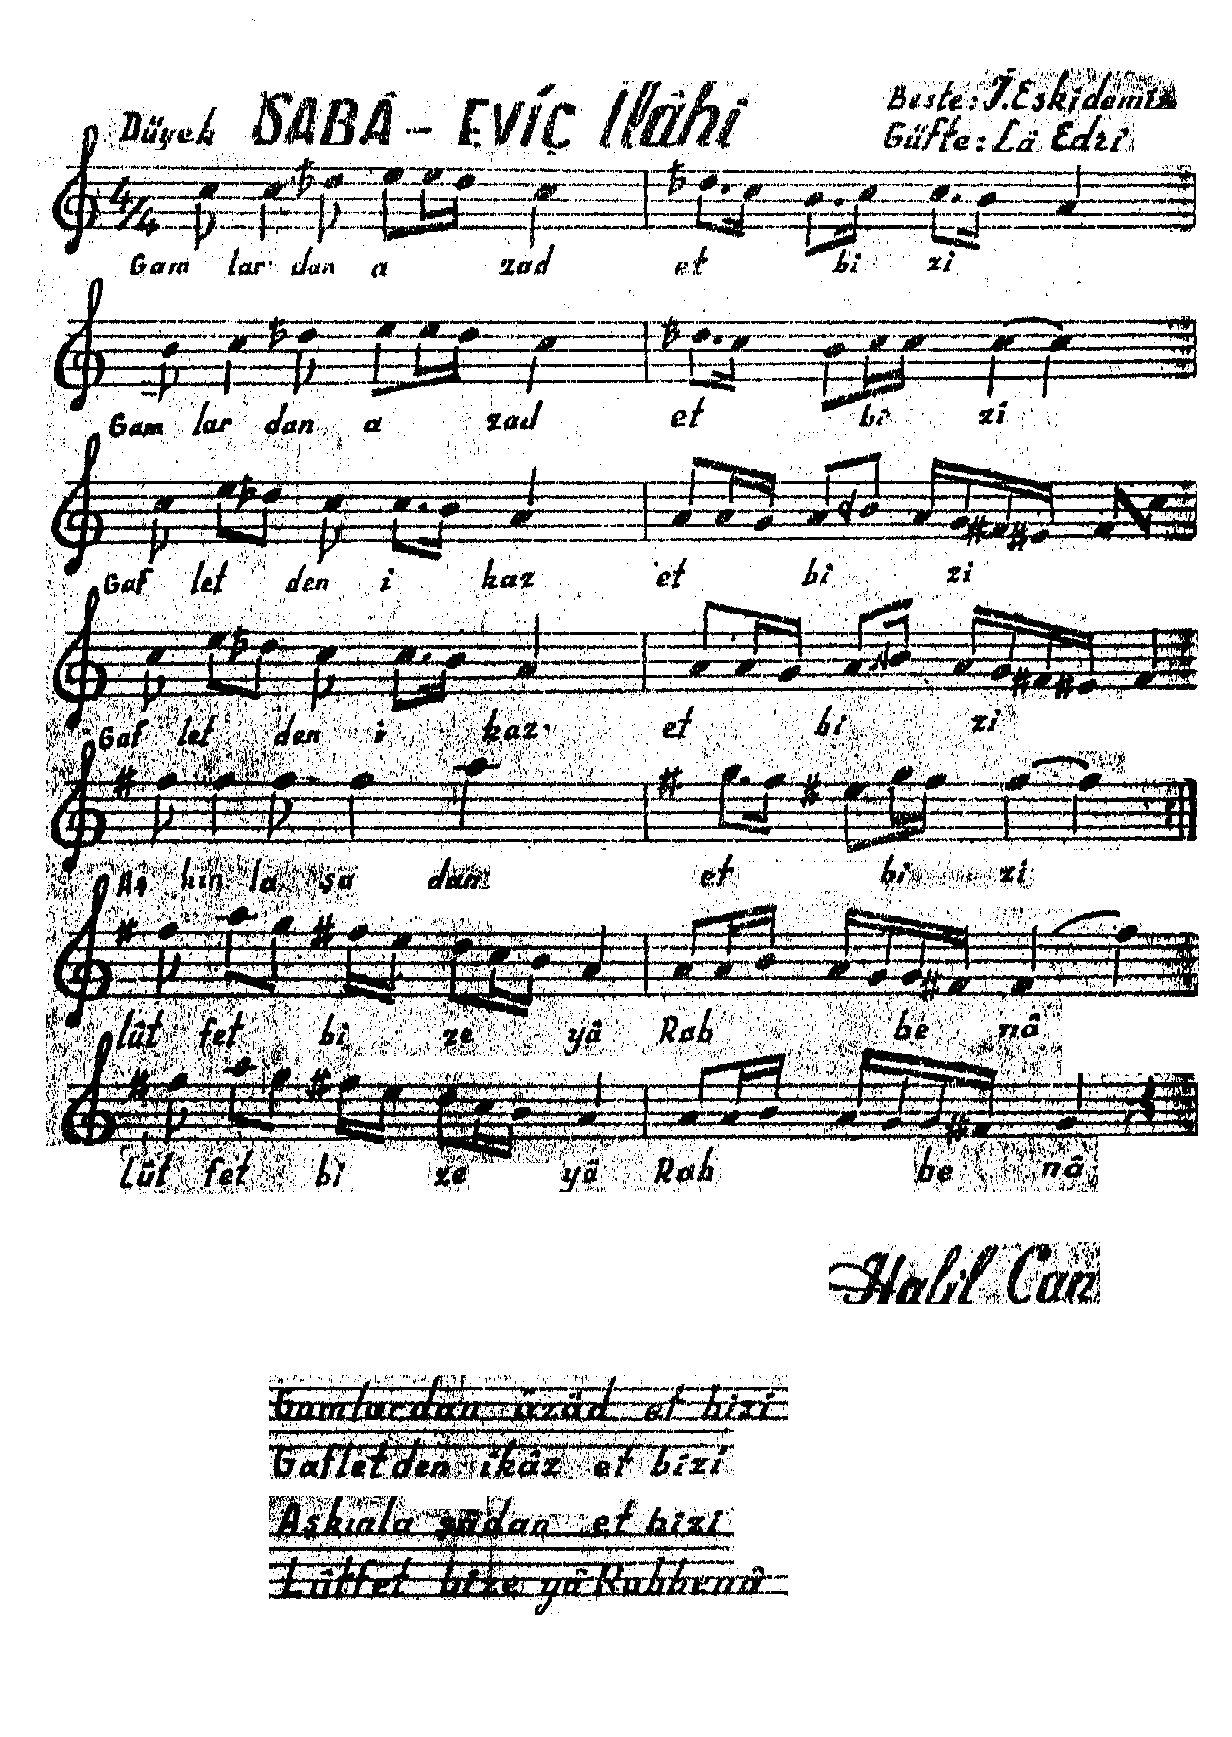 Düyek SABÂ - EVİÇ İlâhi
Beste: İ. Eskidemir
Güfte: Lâ Edri
4/4
Gam lar dan a zad et bi zi
Gam lar dan a zad et bi zi
Gaf let den i kaz et bi zi
Gaf let den i kaz et bi zi
Aş kın la şa dan et bi zi
lût fet bi ze yâ Rab be nâ
Lût fet bi ze yâ Rab be nâ
Halil Can
Gamlardan âzâd et bizi
Gafletden îkâz et bizi
Aşkınla şâdan et bizi
Lûtfet bize yâ Rabbenâ